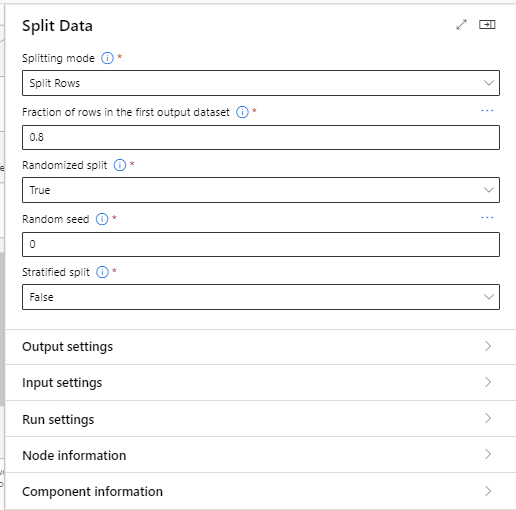 Split Data
Splitting mode *
Split Rows
Fraction of rows in the first output dataset *
0.8
Randomized split *
True
Random seed *
0
Stratified split *
False
Output settings
Input settings
Run settings
Node information
Component information